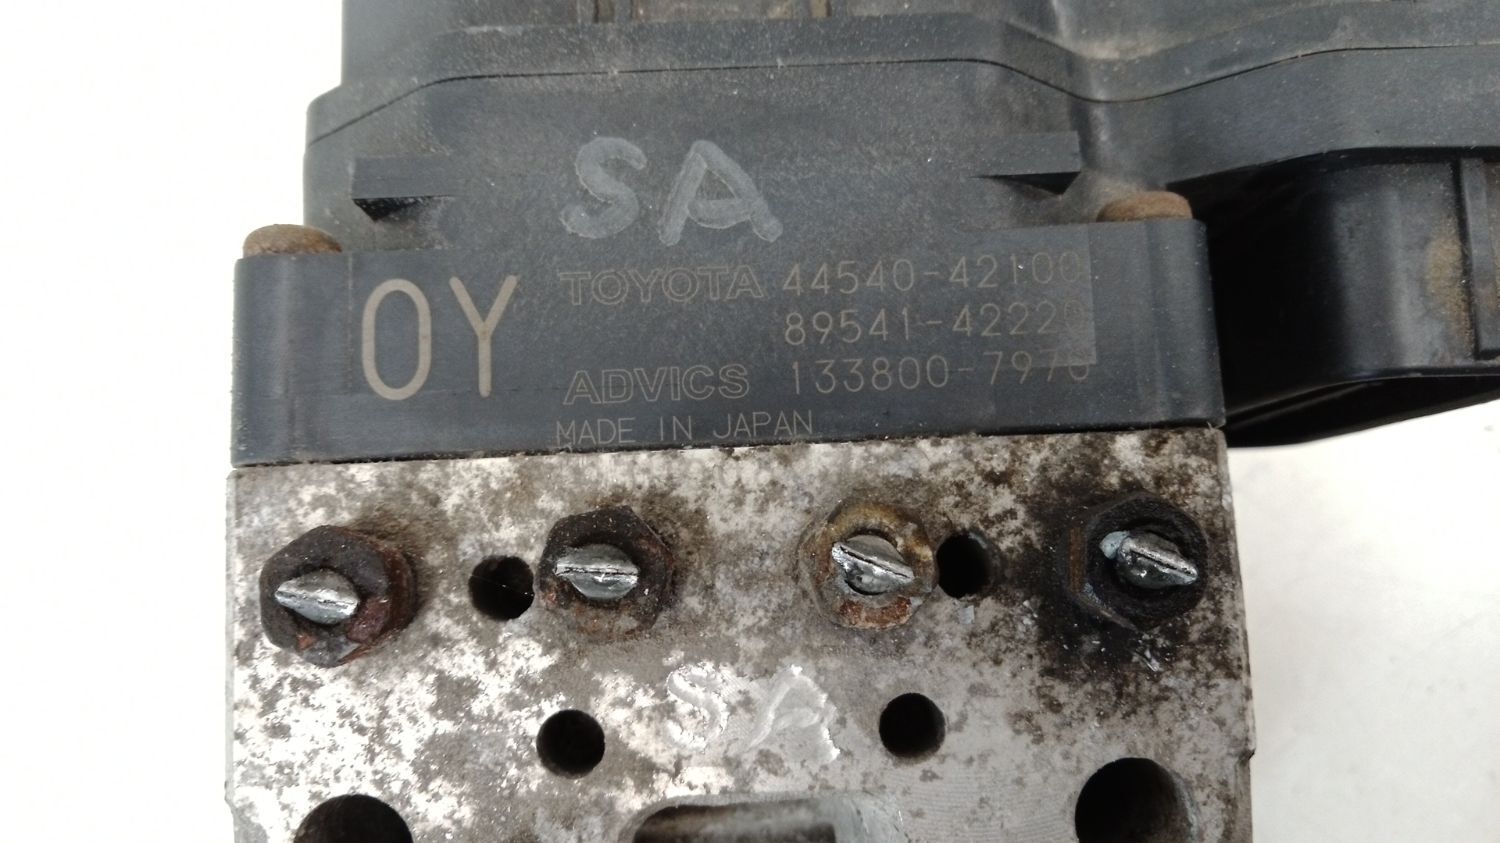 SA
0Y TOYOTA 44540-42100
89541-42220
ADVICS 133800-7970
MADE IN JAPAN
SA